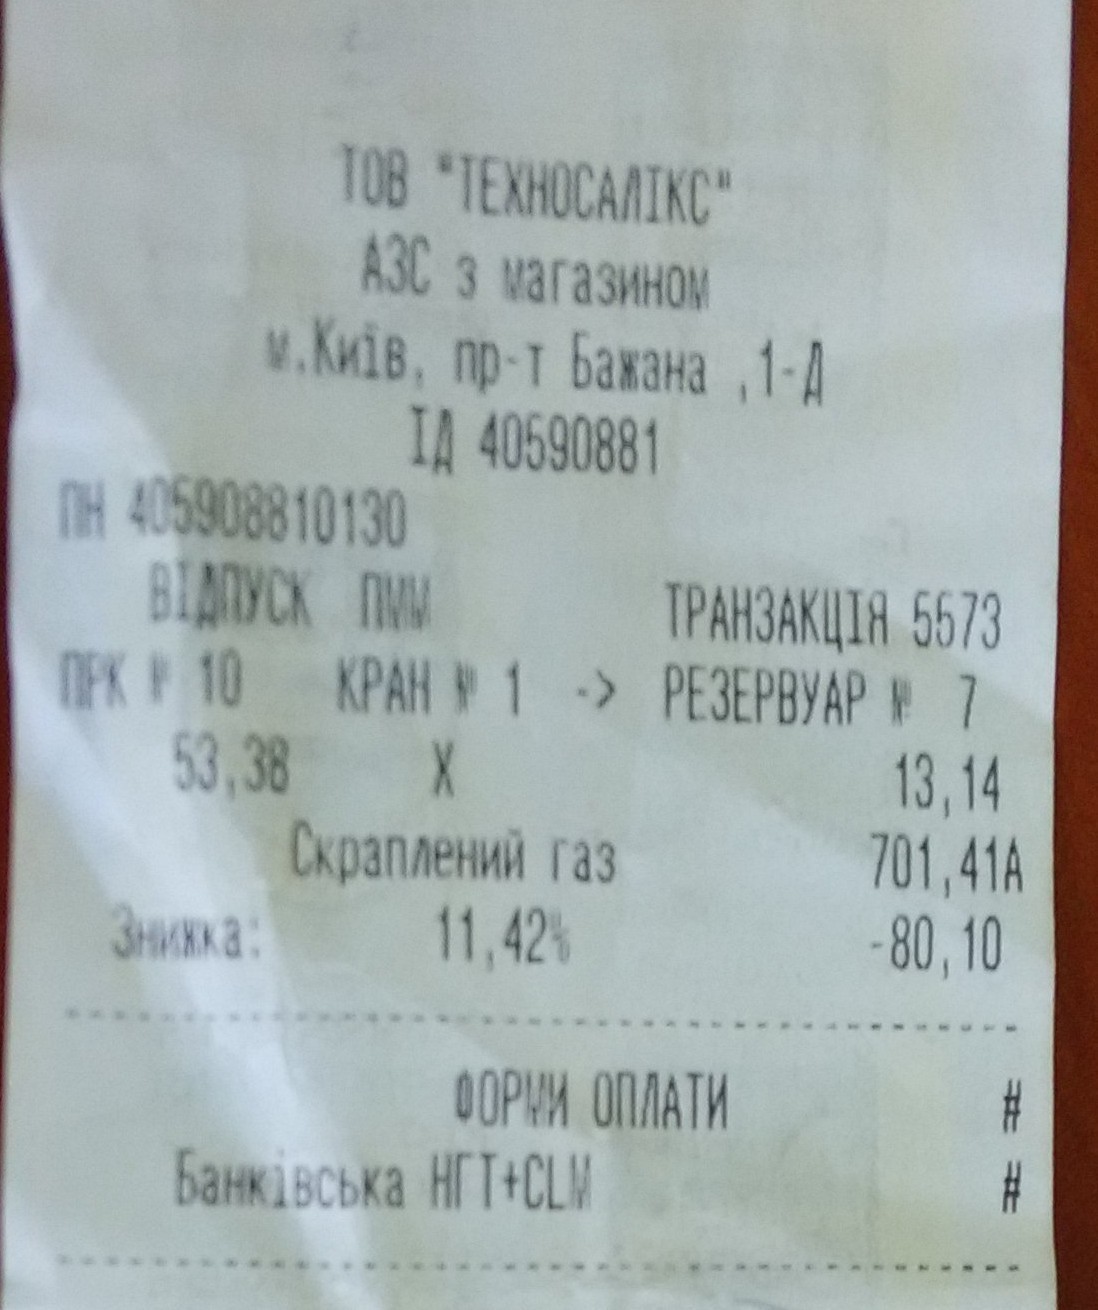 ТОВ "ТЕХНОСАЛІКС"
АЗС з магазином
м.Київ, пр-т Бажана ,1-Д
ІД 40590881
ПН 405908810130
ВІДПУСК ПММ ТРАНЗАКЦІЯ 5573
ПРК № 10 КРАН № 1 -> РЕЗЕРВУАР № 7
53,38 X 13,14
Скраплений газ 701,41А
Знижка: 11,42% -80,10
ФОРМИ ОПЛАТИ #
Банківська НГТ+CLM #